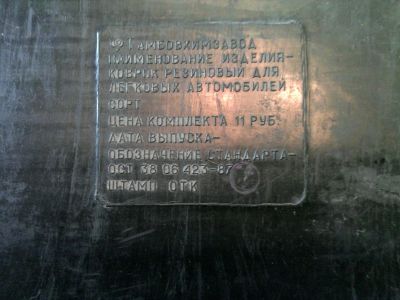 ТАМБОВХИМЗАВОД
НАИМЕНОВАНИЕ ИЗДЕЛИЯ-
КОВРИК РЕЗИНОВЫЙ ДЛЯ
ЛЕГКОВЫХ АВТОМОБИЛЕЙ
СОРТ
ЦЕНА КОМПЛЕКТА 11 РУБ.
ДАТА ВЫПУСКА-
ОБОЗНАЧЕНИЕ СТАНДАРТА-
ОСТ 38 06 423-87
ШТАМП ОТК